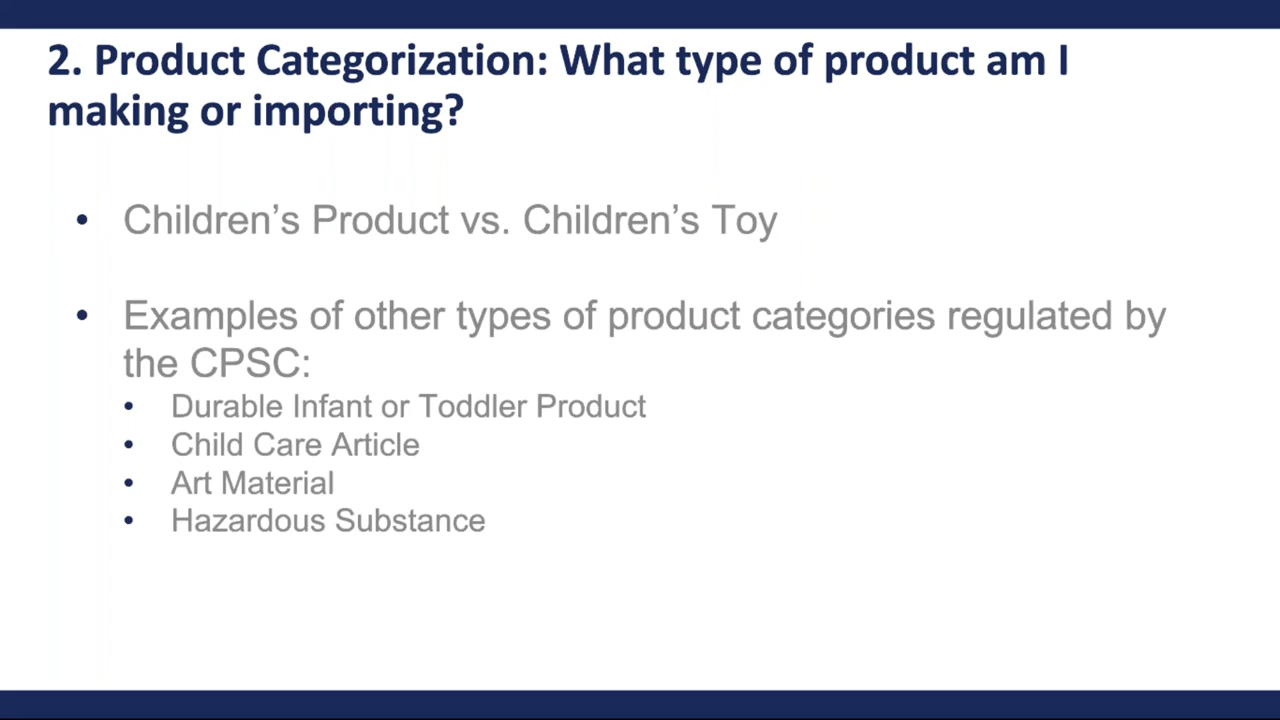 2. Product Categorization: What type of product am I
making or importing?
• Children’s Product vs. Children’s Toy
• Examples of other types of product categories regulated by
the CPSC:
• Durable Infant or Toddler Product
• Child Care Article
• Art Material
• Hazardous Substance